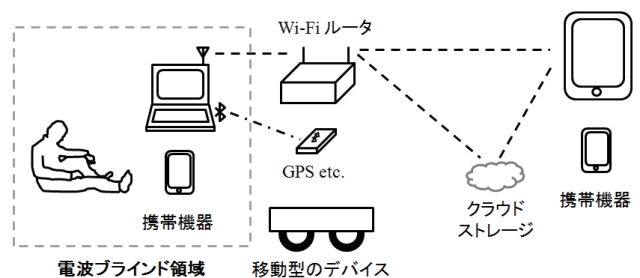 Wi-Fi ルータ
GPS etc.
携帯機器
電波ブラインド領域
移動型のデバイス
クラウド
ストレージ
携帯機器